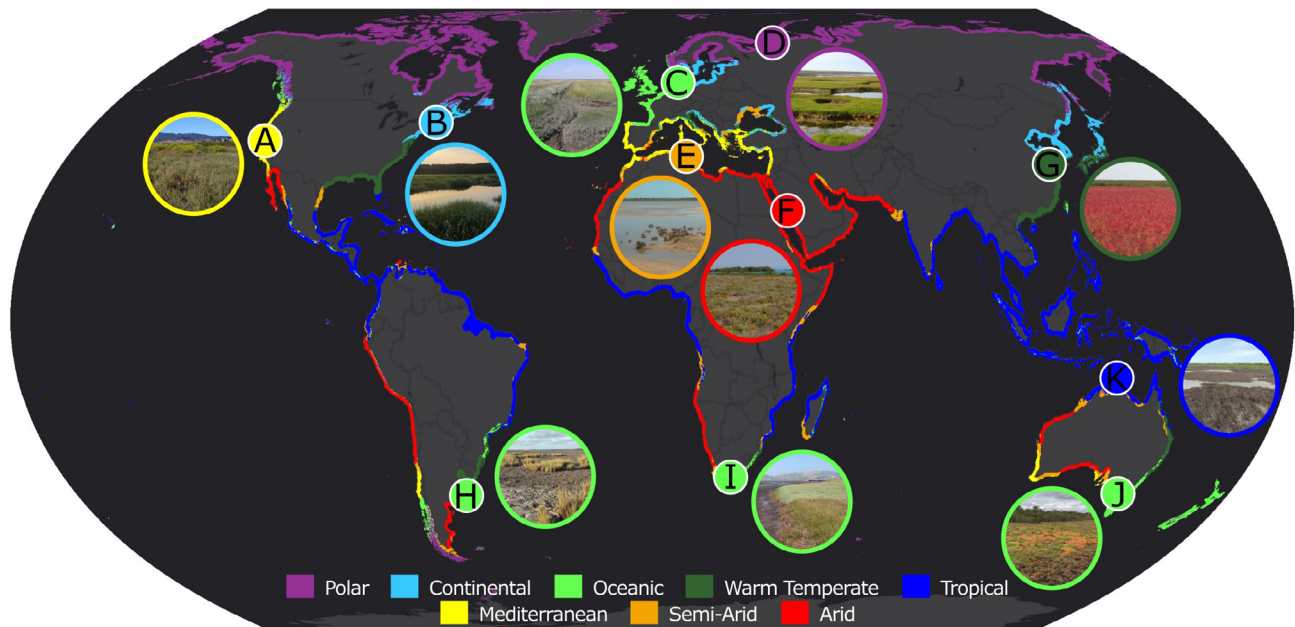 D
C
B
A
E
G
F
K
I
H
J
Polar Continental Oceanic Warm Temperate Tropical
Mediterranean Semi-Arid Arid